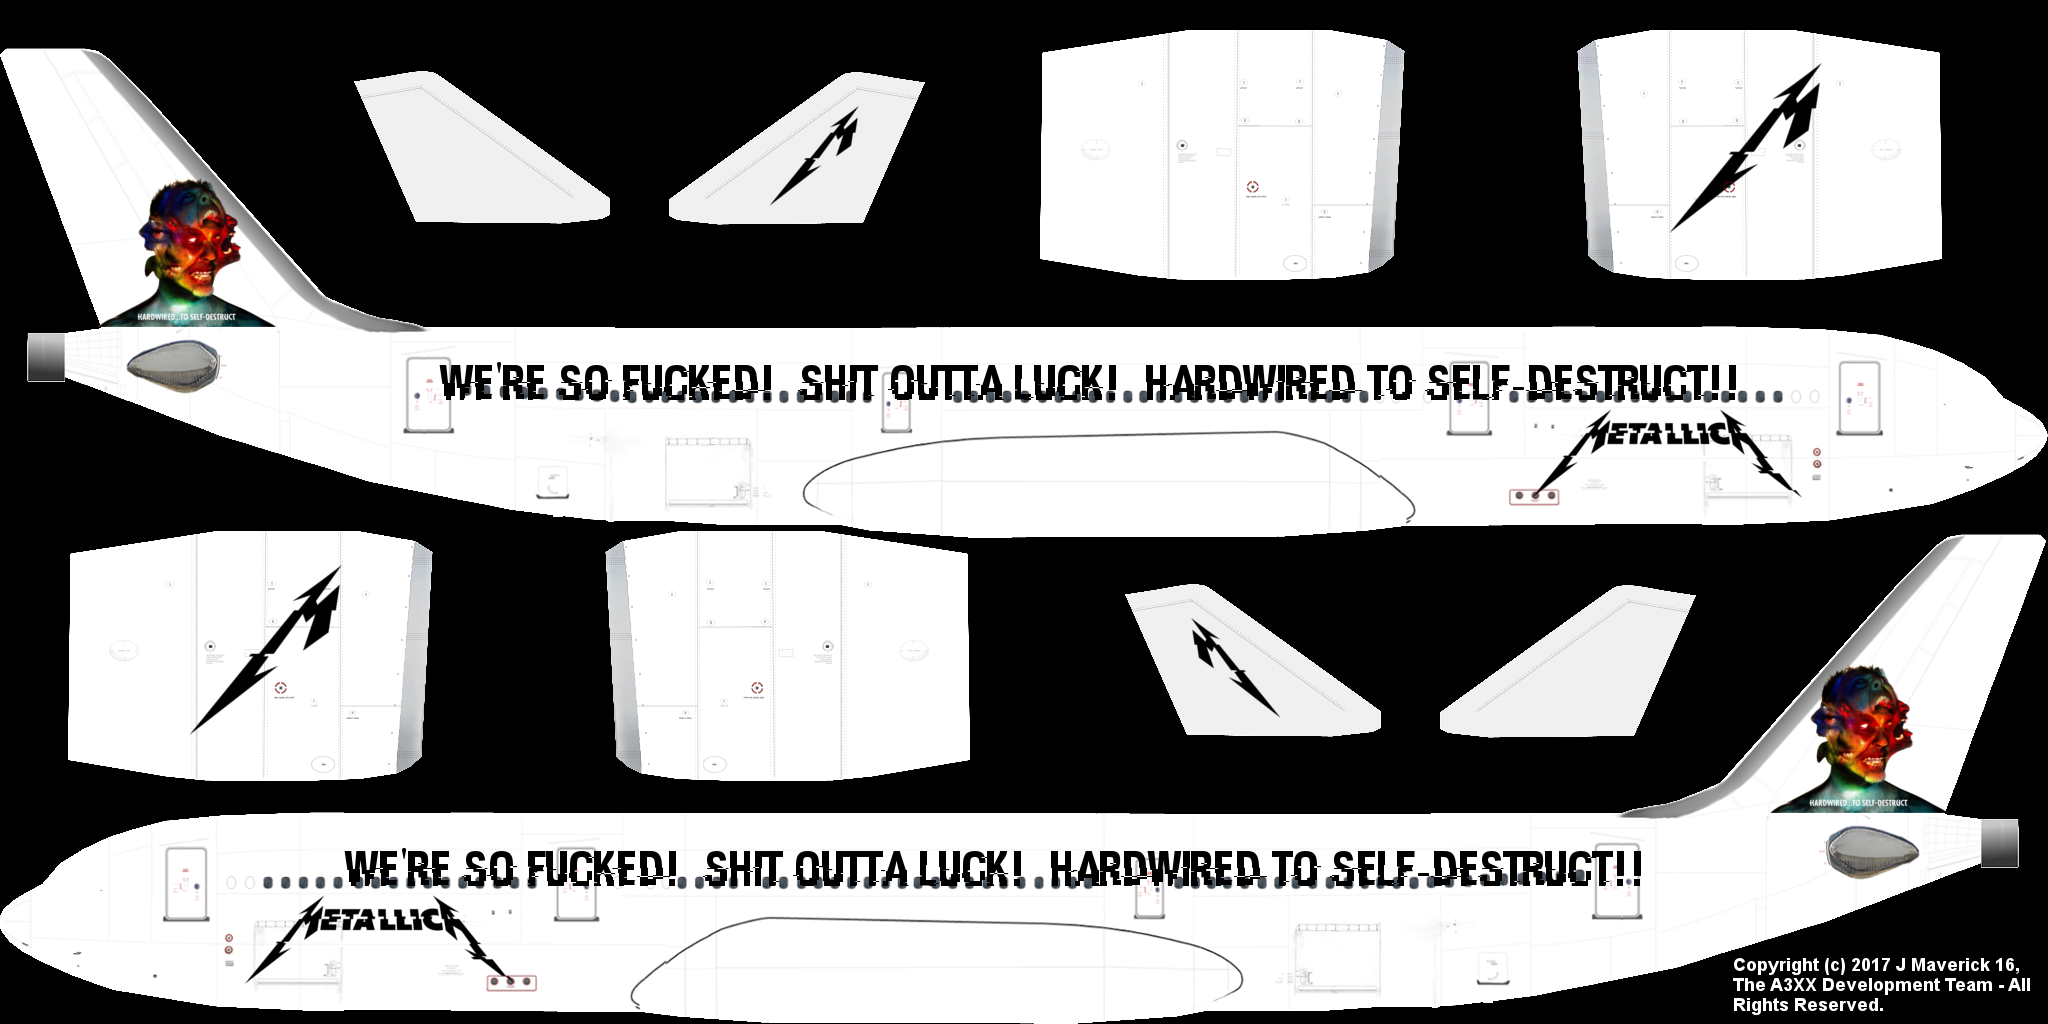 HARDWIRED...TO SELF-DESTRUCT
WE'RE SO FUCKED! SHIT OUTTA LUCK! HARDWIRED TO SELF-DESTRUCT!!
METALLICA
HARDWIRED...TO SELF-DESTRUCT
WE'RE SO FUCKED! SHIT OUTTA LUCK! HARDWIRED TO SELF-DESTRUCT!!
METALLICA
Copyright (c) 2017 J Maverick 16,
The A3XX Development Team - All
Rights Reserved.